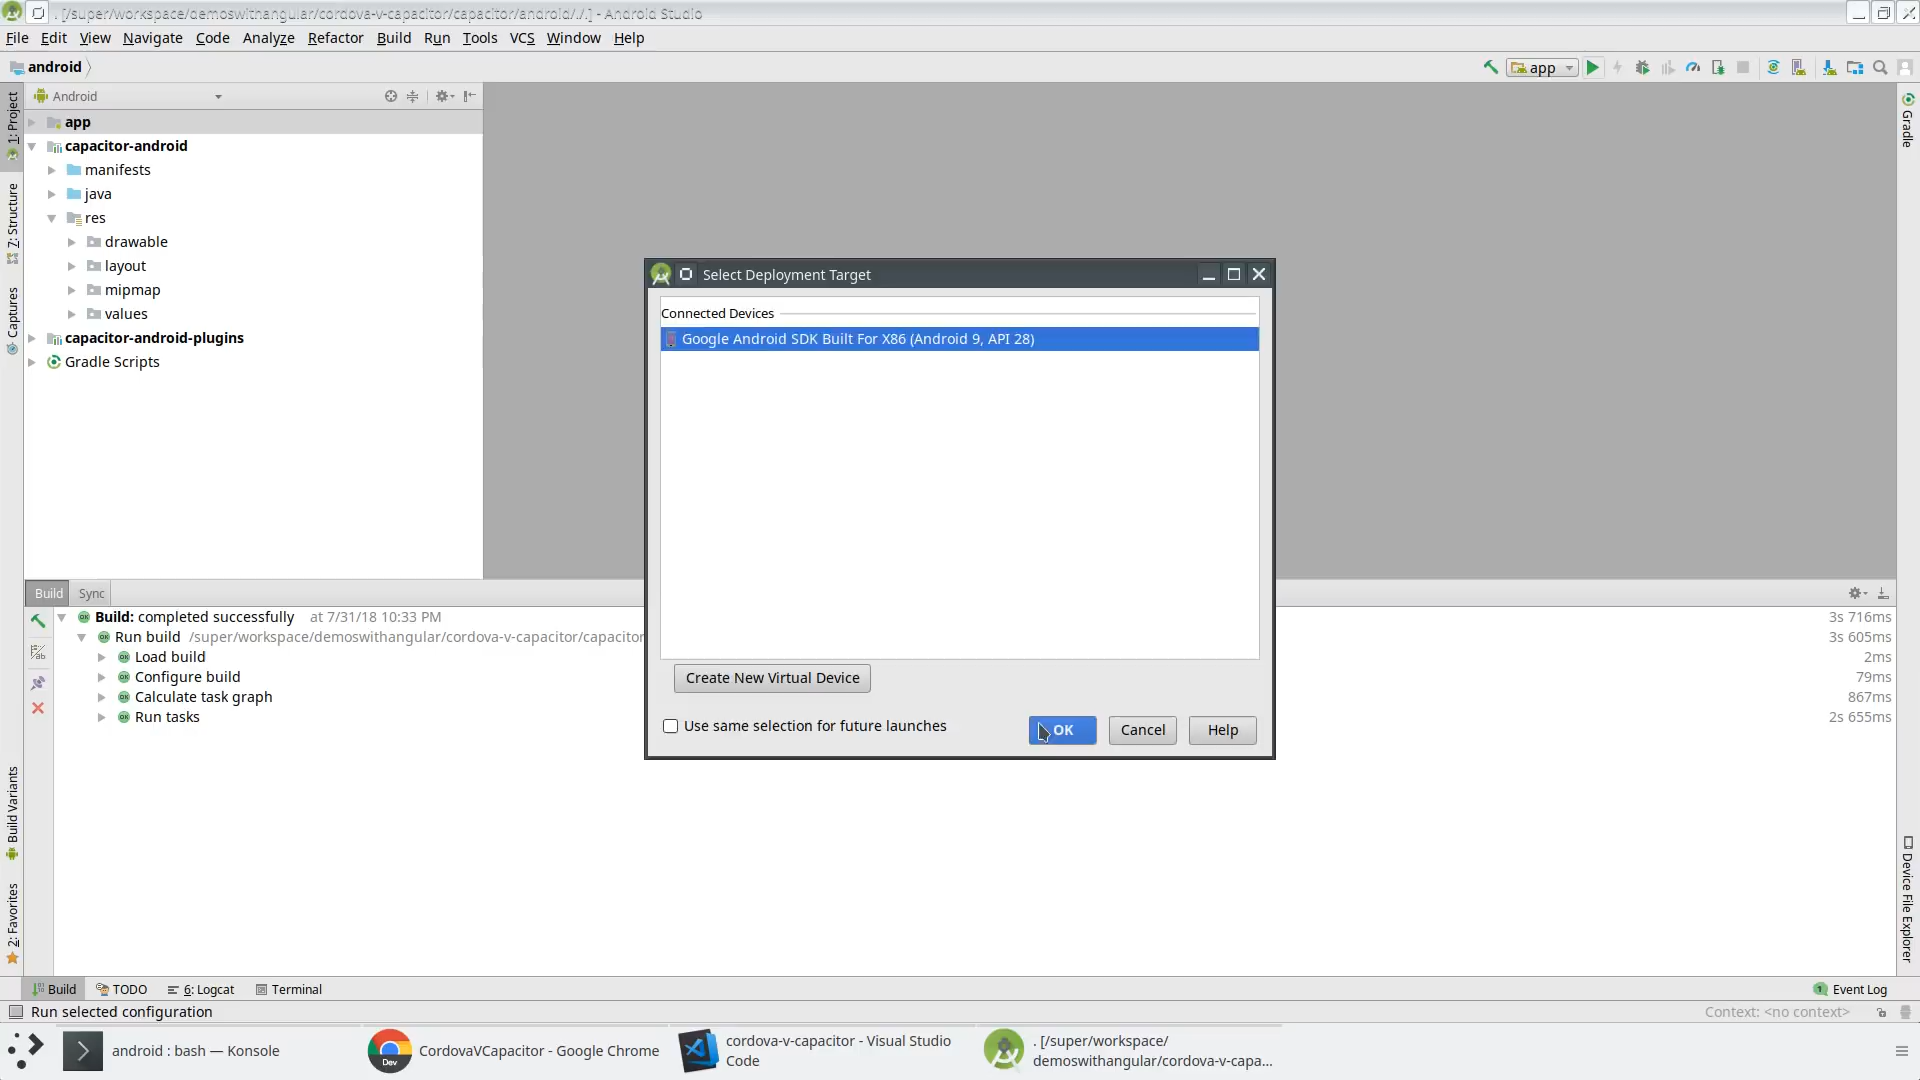 . [/super/workspace/demoswithangular/cordova-v-capacitor/capacitor/android/./.] - Android Studio
File Edit View Navigate Code Analyze Refactor Build Run Tools VCS Window Help
android
app
1: Project
Android
app
capacitor-android
manifests
java
res
drawable
layout
mipmap
values
capacitor-android-plugins
Gradle Scripts
7: Structure
Captures
Build Variants
2: Favorites
Gradle
Device File Explorer
Select Deployment Target
Connected Devices
Google Android SDK Built For X86 (Android 9, API 28)
Create New Virtual Device
Use same selection for future launches
OK
Cancel
Help
Build Sync
Build: completed successfully at 7/31/18 10:33 PM 3s 716ms
Run build /super/workspace/demoswithangular/cordova-v-capacitor/capacitor 3s 605ms
Load build 2ms
Configure build 79ms
Calculate task graph 867ms
Run tasks 2s 655ms
Build TODO 6: Logcat Terminal 1 Event Log
Run selected configuration Context: <no context>
android : bash — Konsole
Dev
CordovaVCapacitor - Google Chrome
cordova-v-capacitor - Visual Studio
Code
. [/super/workspace/
demoswithangular/cordova-v-capa...